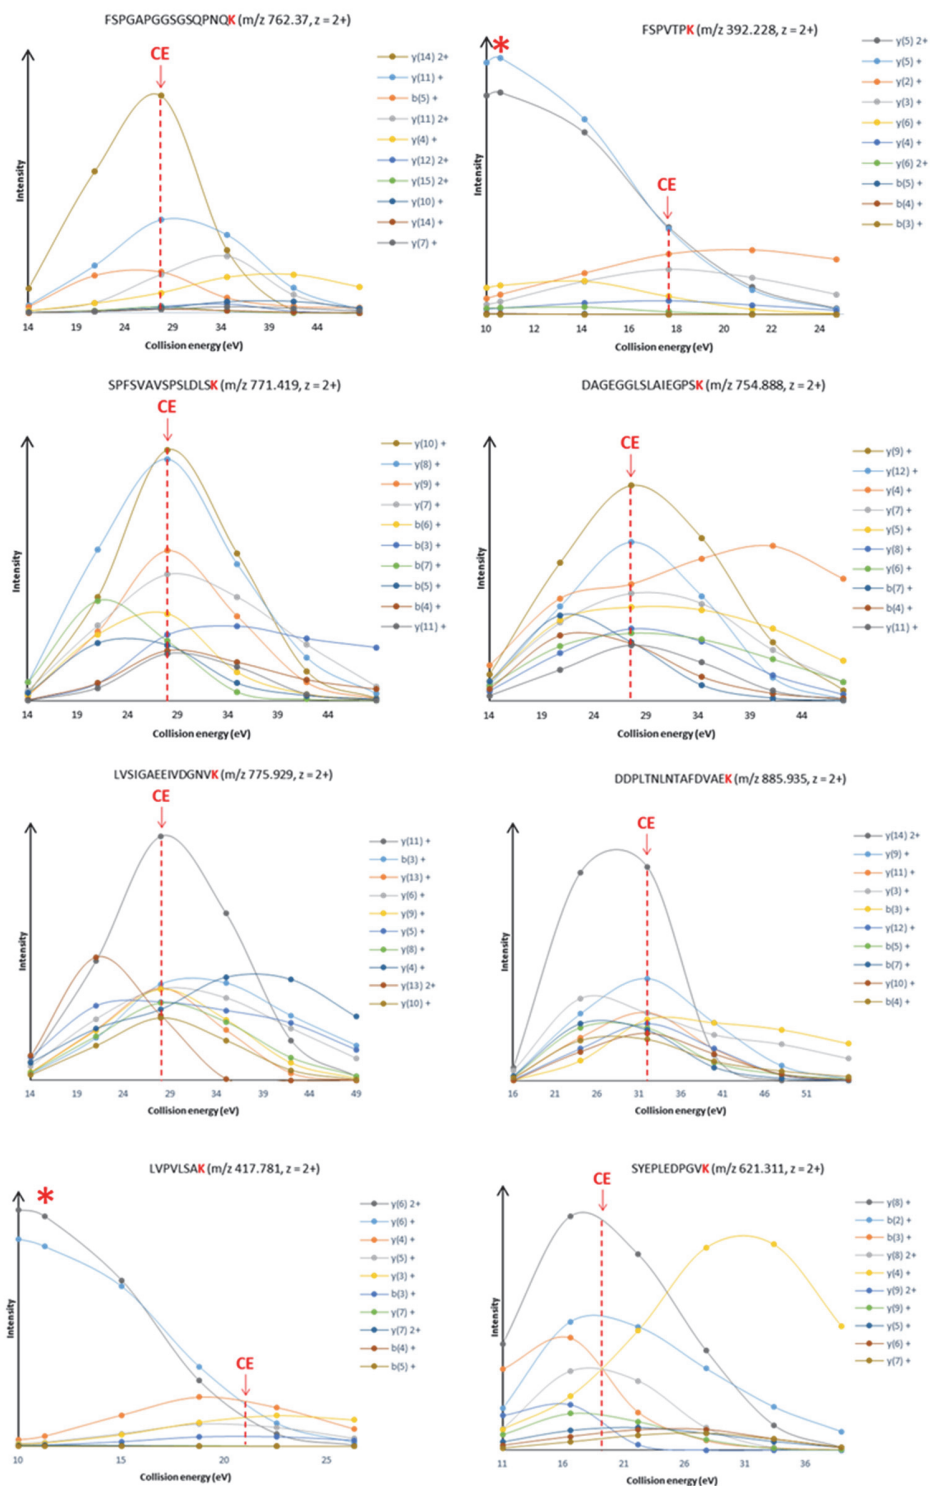 FSPGAPGGSGSQPNQK (m/z 762.37, z = 2+)
CE
Intensity
14 19 24 29 34 39 44
Collision energy (eV)
y(14) 2+
y(11) +
b(5) +
y(11) 2+
y(4) +
y(12) 2+
y(15) 2+
y(10) +
y(14) +
y(7) +
FSPVTPK (m/z 392.228, z = 2+)
*
CE
Intensity
10 12 14 16 18 20 22 24
Collision energy (eV)
y(5) 2+
y(5) +
y(2) +
y(3) +
y(6) +
y(4) +
y(6) 2+
b(5) +
b(4) +
b(3) +
SPFSVAVSPSLDLSK (m/z 771.419, z = 2+)
CE
Intensity
14 19 24 29 34 39 44
Collision energy (eV)
y(10) +
y(8) +
y(9) +
y(7) +
b(6) +
b(3) +
b(7) +
b(5) +
b(4) +
y(11) +
DAGEGGLSLAIEGPSK (m/z 754.888, z = 2+)
CE
Intensity
14 19 24 29 34 39 44
Collision energy (eV)
y(9) +
y(12) +
y(4) +
y(7) +
y(5) +
y(8) +
y(6) +
b(7) +
b(4) +
y(11) +
LVSIGAEEIVDGNVK (m/z 775.929, z = 2+)
CE
Intensity
14 19 24 29 34 39 44 49
Collision energy (eV)
y(11) +
b(3) +
y(13) +
y(6) +
y(9) +
y(5) +
y(8) +
y(4) +
y(13) 2+
y(10) +
DDPLTNLNTAFDVAEK (m/z 885.935, z = 2+)
CE
Intensity
16 21 26 31 36 41 46 51
Collision energy (eV)
y(14) 2+
y(9) +
y(11) +
y(3) +
b(3) +
y(12) +
b(5) +
b(7) +
y(10) +
b(4) +
LVPVLSAK (m/z 417.781, z = 2+)
*
CE
Intensity
10 15 20 25
Collision energy (eV)
y(6) 2+
y(6) +
y(4) +
y(5) +
y(3) +
b(3) +
y(7) +
y(7) 2+
b(4) +
b(5) +
SYEPLEDPGVK (m/z 621.311, z = 2+)
CE
Intensity
11 16 21 26 31 36
Collision energy (eV)
y(8) +
b(2) +
b(3) +
y(8) 2+
y(4) +
y(9) 2+
y(9) +
y(5) +
y(6) +
y(7) +